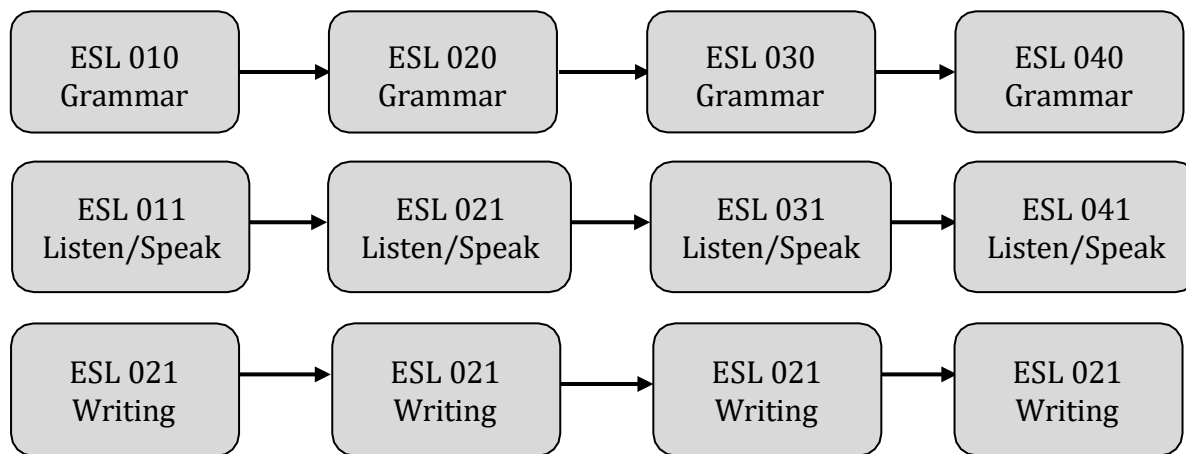 ESL 010
Grammar
ESL 020
Grammar
ESL 030
Grammar
ESL 040
Grammar
ESL 011
Listen/Speak
ESL 021
Listen/Speak
ESL 031
Listen/Speak
ESL 041
Listen/Speak
ESL 021
Writing
ESL 021
Writing
ESL 021
Writing
ESL 021
Writing